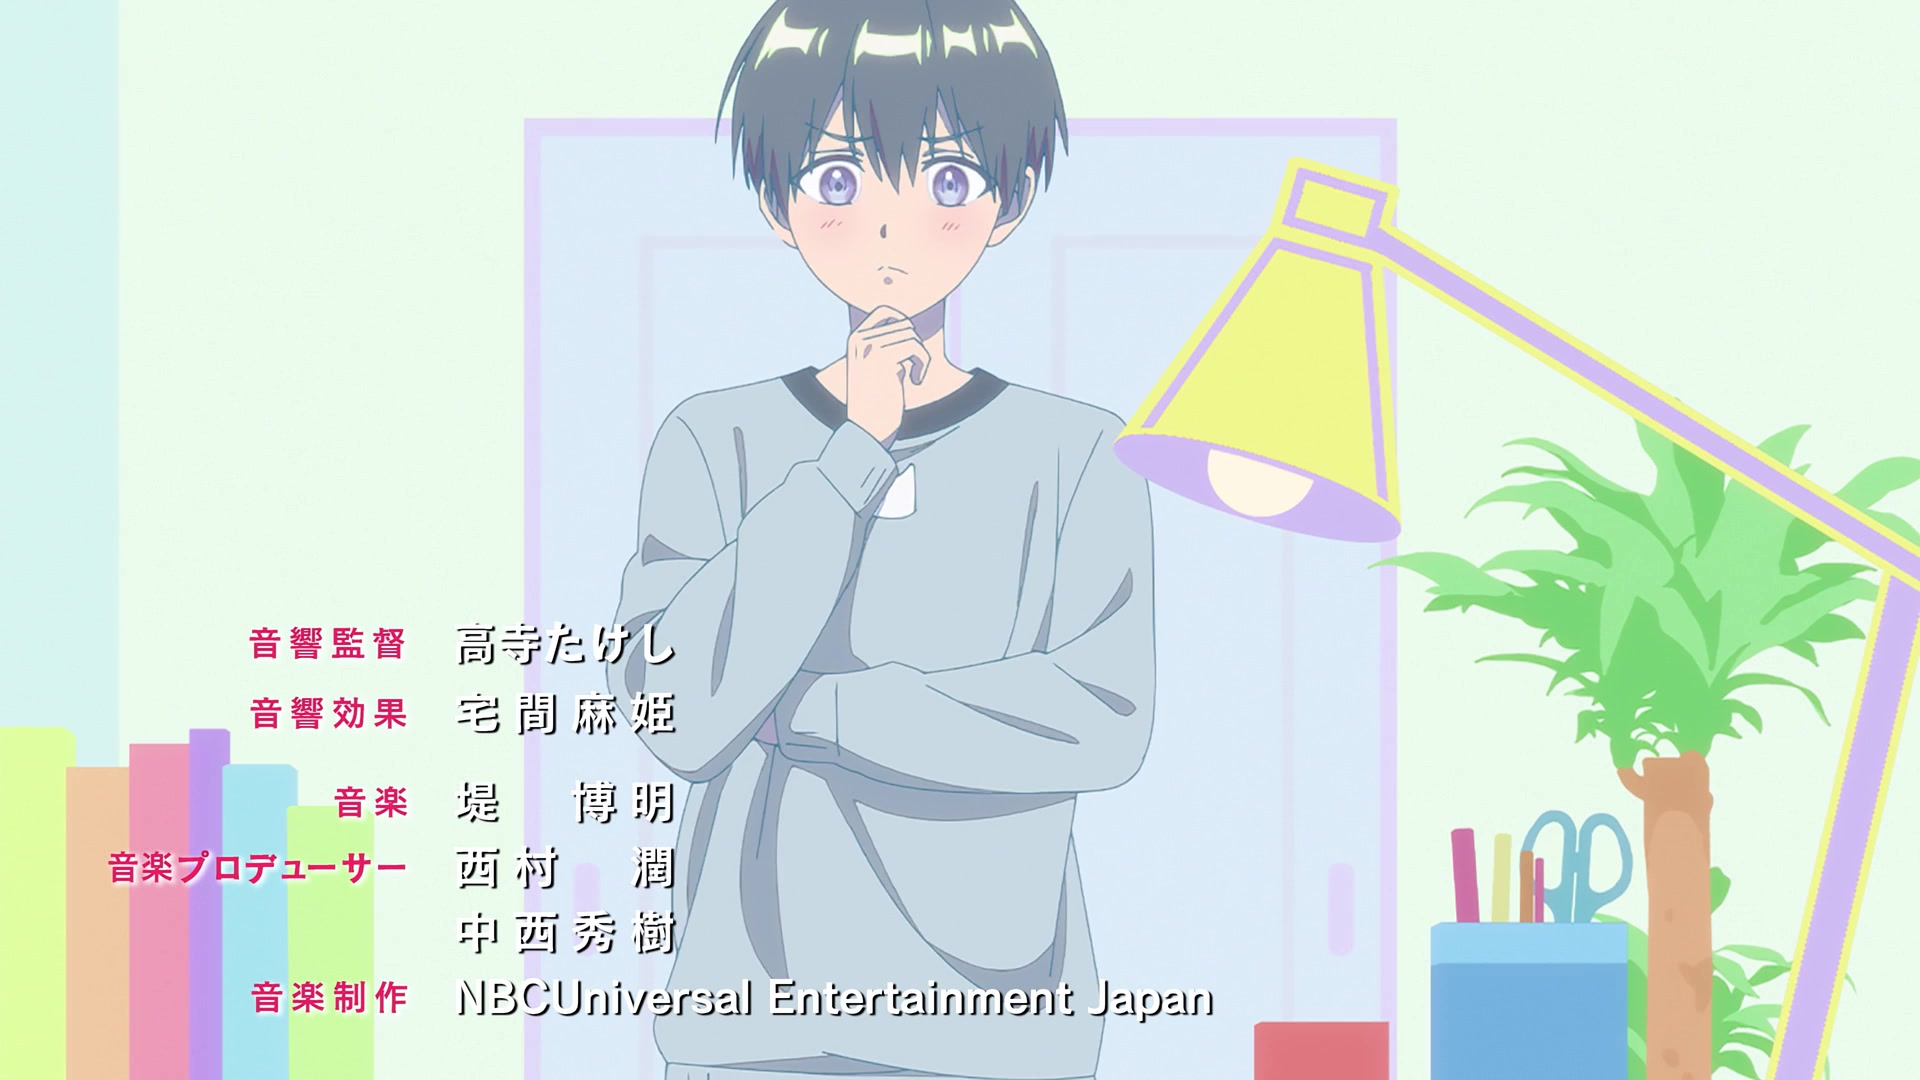 音響監督 高寺たけし
音響効果 宅間麻姫
音楽 堤 博明
音楽プロデューサー 西村 潤
中西秀樹
音楽制作 NBCUniversal Entertainment Japan